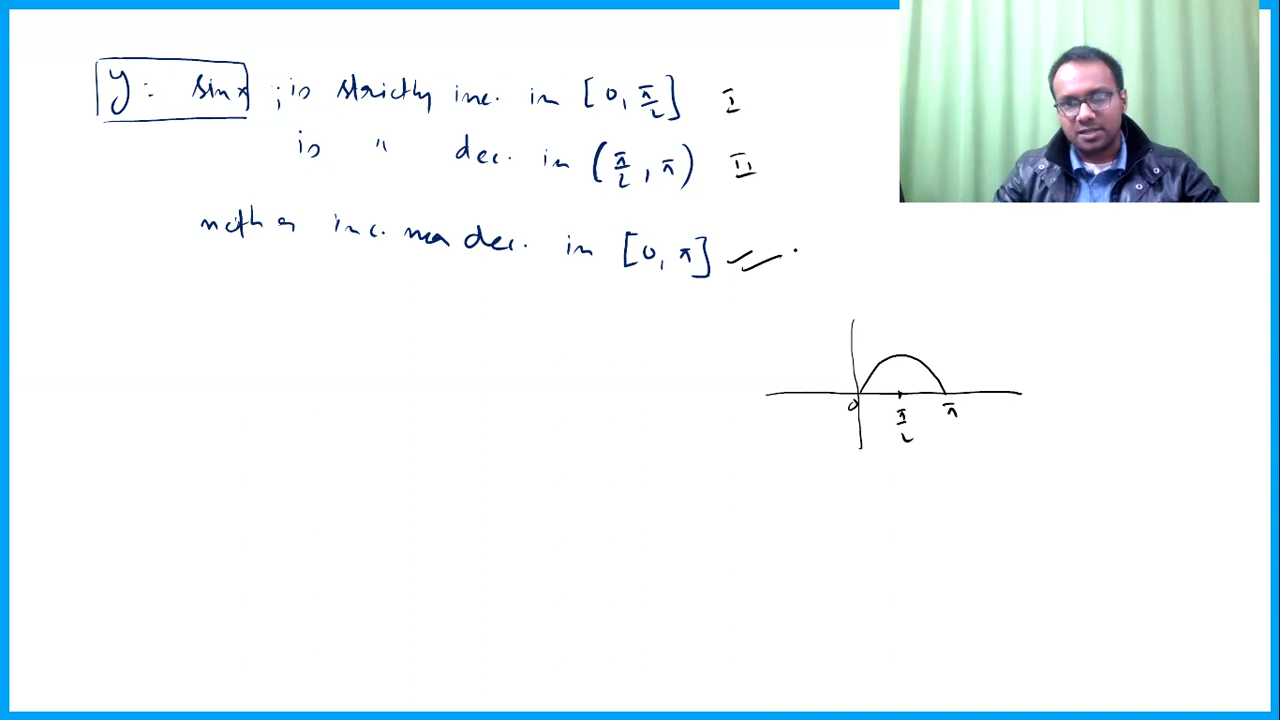 y = sin x ; is strictly inc. in [0, π/2] I
is " dec. in (π/2, π) II
neither inc. nor dec. in [0, π]
0 π/2 π